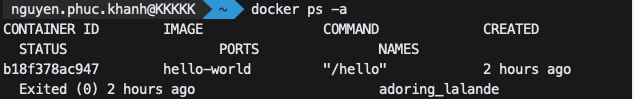 nguyen.phuc.khanh@KKKKK ~ docker ps -a
CONTAINER ID IMAGE COMMAND CREATED
STATUS PORTS NAMES
b18f378ac947 hello-world "/hello" 2 hours ago
Exited (0) 2 hours ago adoring_lalande